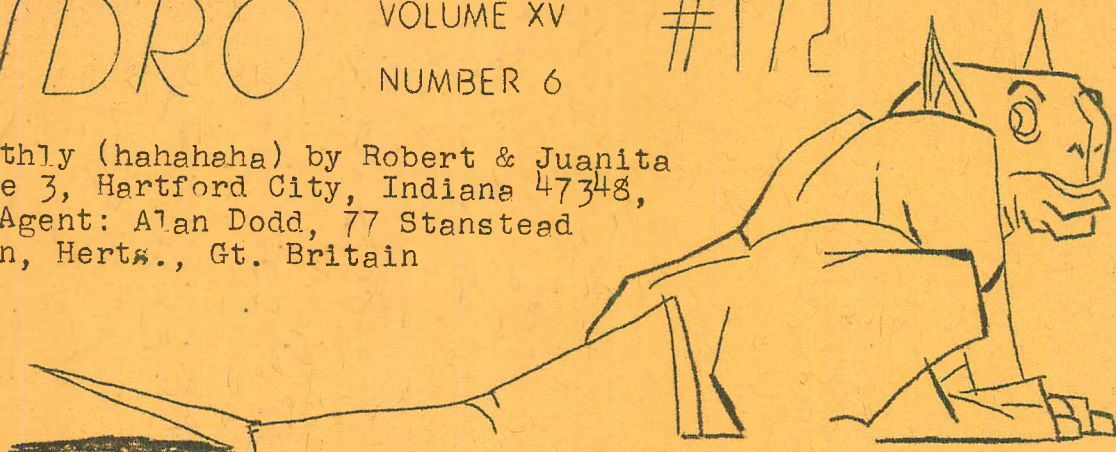 DRO VOLUME XV #172
NUMBER 6
thly (hahahaha) by Robert & Juanita
e 3, Hartford City, Indiana 47348,
Agent: Alan Dodd, 77 Stanstead
n, Herts., Gt. Britain